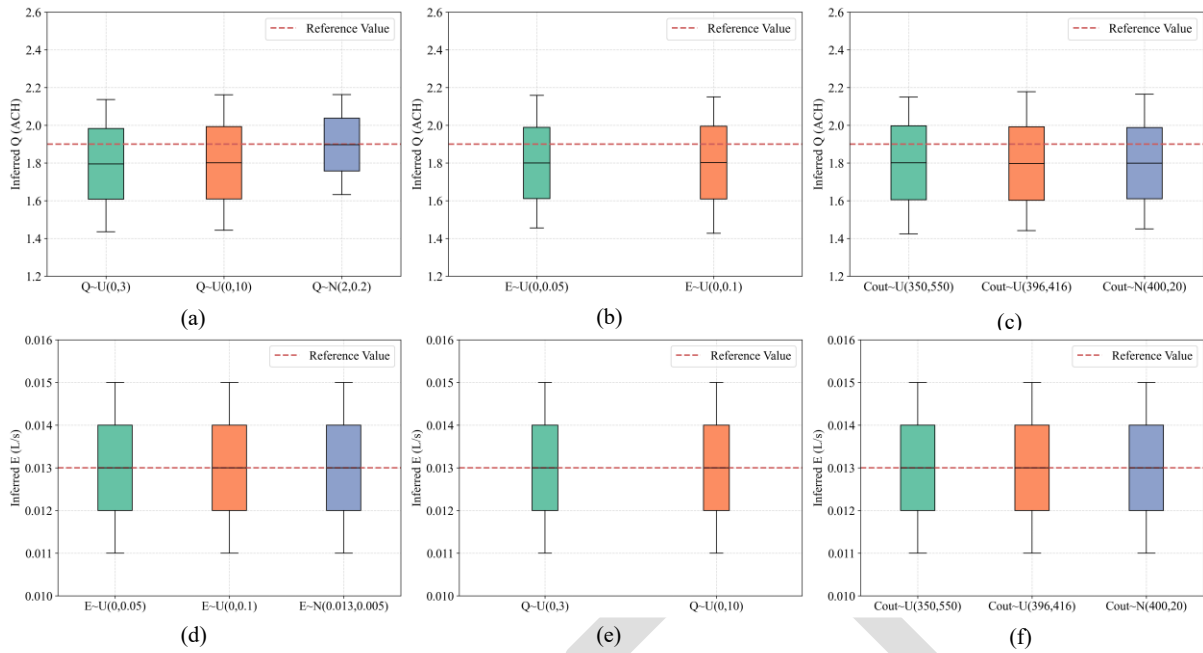 2.6
2.4
2.2
2.0
1.8
1.6
1.4
1.2
Inferred Q (ACH)
Reference Value
Q~U(0,3) Q~U(0,10) Q~N(2,0.2)
(a)
2.6
2.4
2.2
2.0
1.8
1.6
1.4
1.2
Inferred Q (ACH)
Reference Value
E~U(0,0.05) E~U(0,0.1)
(b)
2.6
2.4
2.2
2.0
1.8
1.6
1.4
1.2
Inferred Q (ACH)
Reference Value
Cout~U(350,550) Cout~U(396,416) Cout~N(400,20)
(c)
0.016
0.015
0.014
0.013
0.012
0.011
0.010
Inferred E (L/s)
Reference Value
E~U(0,0.05) E~U(0,0.1) E~N(0.013,0.005)
(d)
0.016
0.015
0.014
0.013
0.012
0.011
0.010
Inferred E (L/s)
Reference Value
Q~U(0,3) Q~U(0,10)
(e)
0.016
0.015
0.014
0.013
0.012
0.011
0.010
Inferred E (L/s)
Reference Value
Cout~U(350,550) Cout~U(396,416) Cout~N(400,20)
(f)